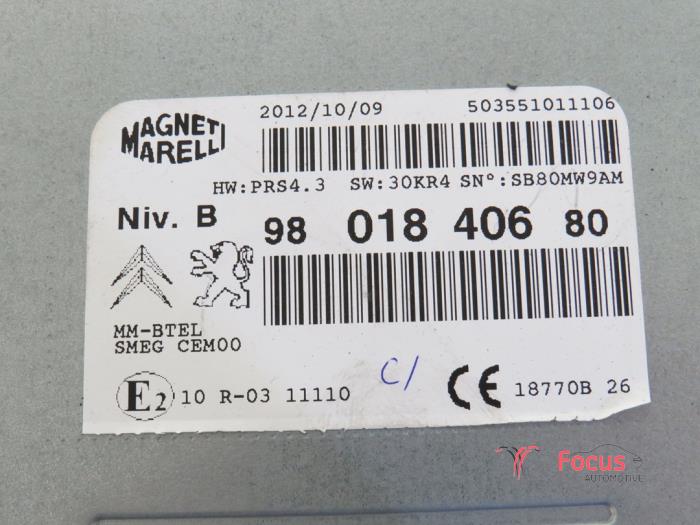 MAGNETI MARELLI
2012/10/09 503551011106
HW:PRS4.3 SW:30KR4 SN°:SB80MW9AM
Niv. B 98 018 406 80
MM-BTEL
SMEG CEM00
E2 10 R-03 11110 C/ CE 18770B 26
Focus
AUTOMOTIVE